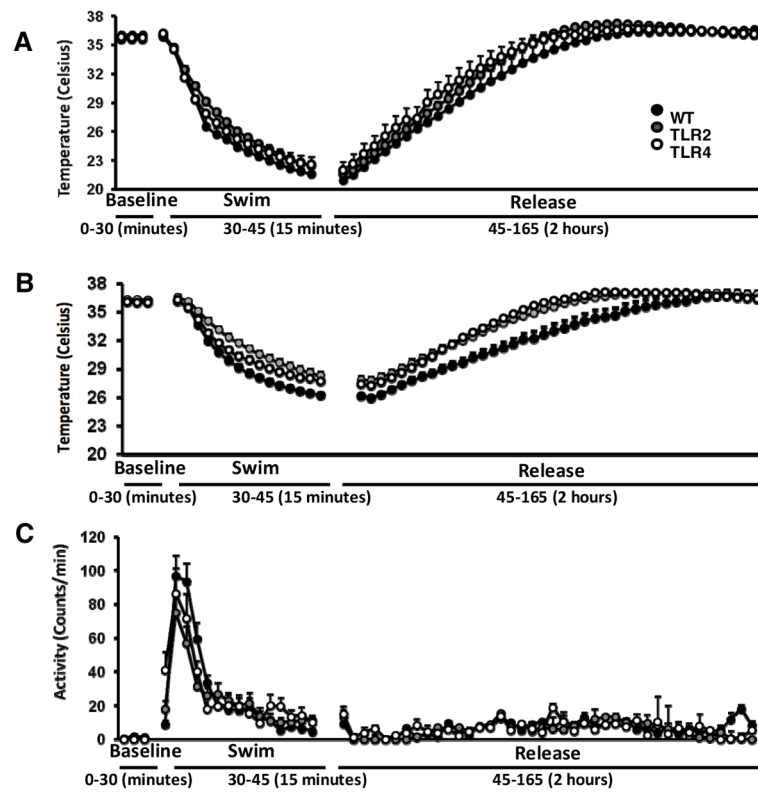 A
Temperature (Celsius)
38
35
32
29
26
23
20
WT
TLR2
TLR4
Baseline
Swim
Release
0-30 (minutes)
30-45 (15 minutes)
45-165 (2 hours)
B
Temperature (Celsius)
38
35
32
29
26
23
20
Baseline
Swim
Release
0-30 (minutes)
30-45 (15 minutes)
45-165 (2 hours)
C
Activity (Counts/min)
120
100
80
60
40
20
0
Baseline
Swim
Release
0-30 (minutes)
30-45 (15 minutes)
45-165 (2 hours)